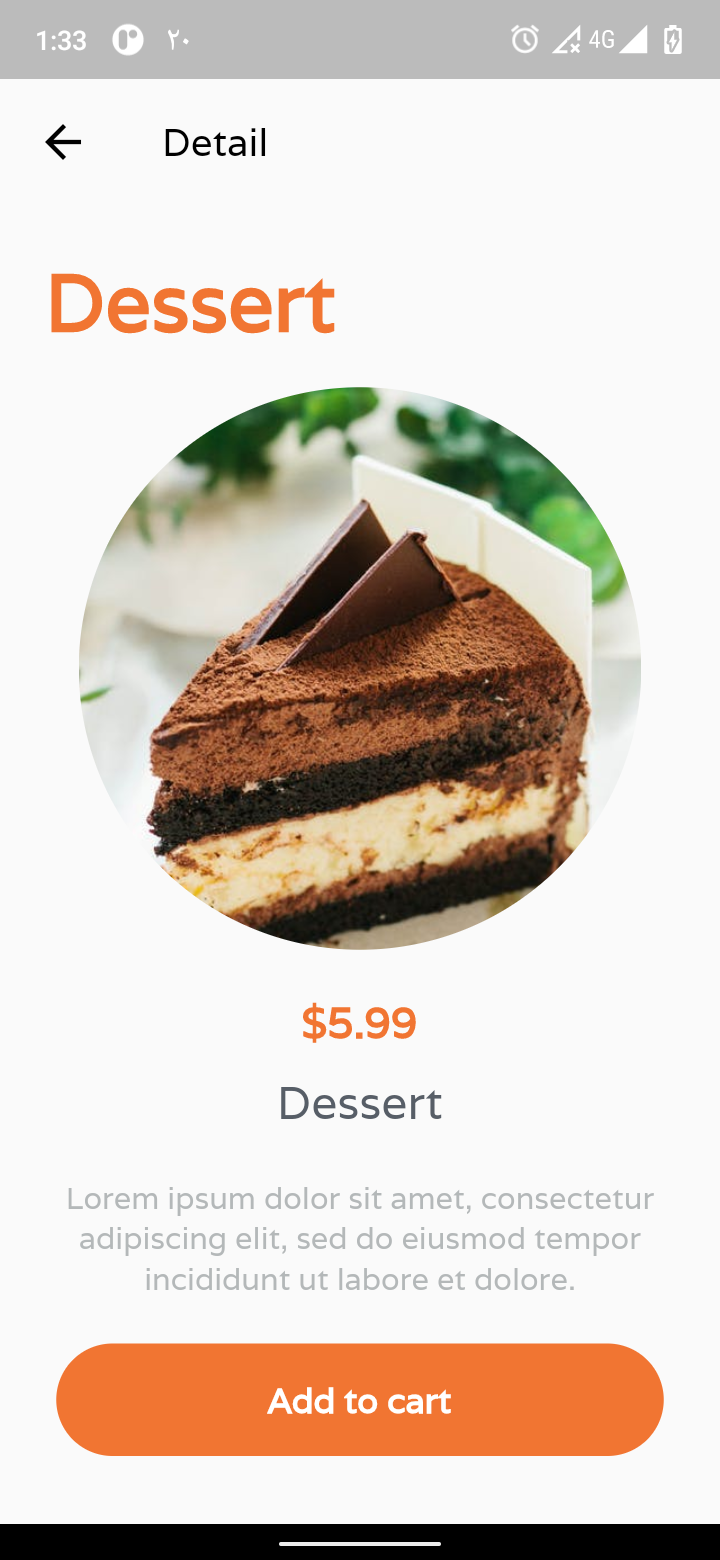 1:33 ٢٠ 4G
Detail
Dessert
$5.99
Dessert
Lorem ipsum dolor sit amet, consectetur
adipiscing elit, sed do eiusmod tempor
incididunt ut labore et dolore.
Add to cart